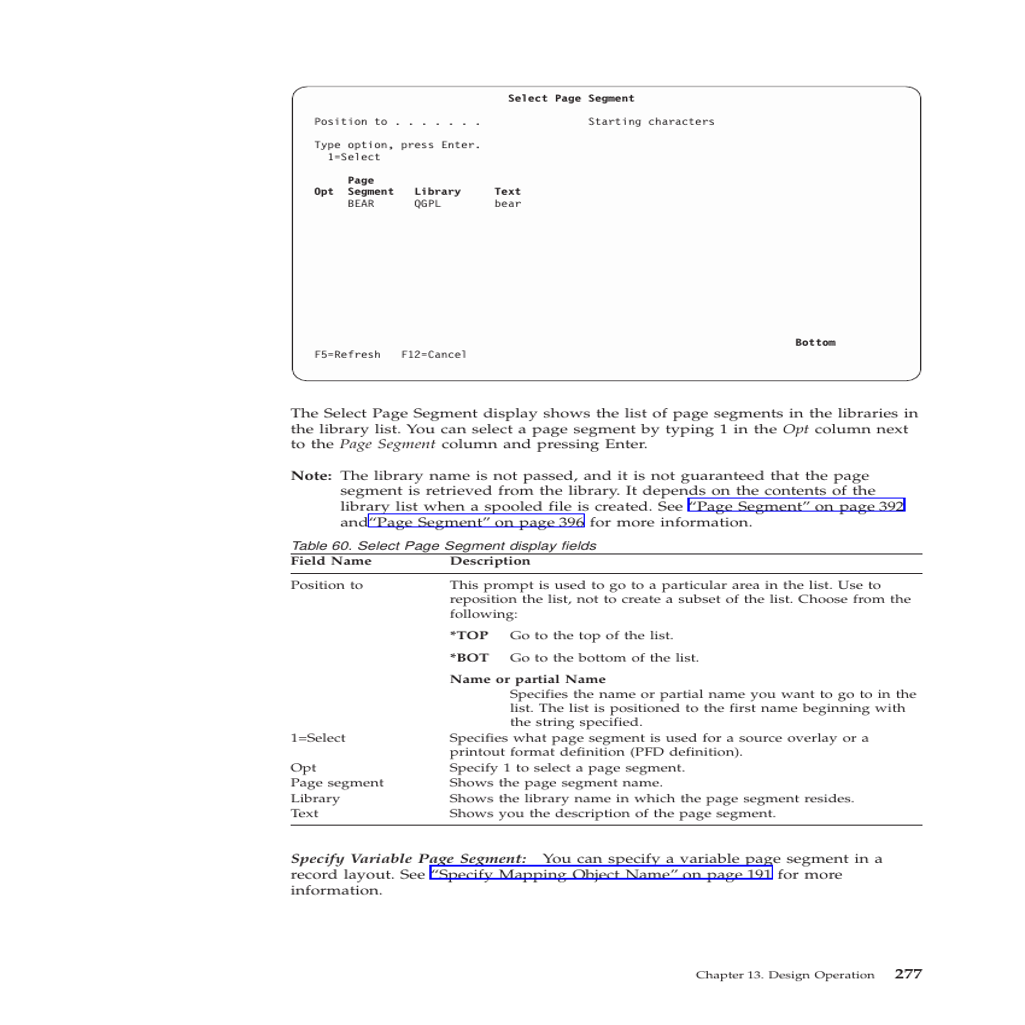 Select Page Segment
Position to . . . . . . . Starting characters
Type option, press Enter.
1=Select
Page
Opt Segment Library Text
BEAR QGPL bear
Bottom
F5=Refresh F12=Cancel
The Select Page Segment display shows the list of page segments in the libraries in
the library list. You can select a page segment by typing 1 in the Opt column next
to the Page Segment column and pressing Enter.
Note: The library name is not passed, and it is not guaranteed that the page
segment is retrieved from the library. It depends on the contents of the
library list when a spooled file is created. See “Page Segment” on page 392
and“Page Segment” on page 396 for more information.
Table 60. Select Page Segment display fields
Field Name Description
Position to This prompt is used to go to a particular area in the list. Use to
reposition the list, not to create a subset of the list. Choose from the
following:
*TOP Go to the top of the list.
*BOT Go to the bottom of the list.
Name or partial Name
Specifies the name or partial name you want to go to in the
list. The list is positioned to the first name beginning with
the string specified.
1=Select Specifies what page segment is used for a source overlay or a
printout format definition (PFD definition).
Opt Specify 1 to select a page segment.
Page segment Shows the page segment name.
Library Shows the library name in which the page segment resides.
Text Shows you the description of the page segment.
Specify Variable Page Segment: You can specify a variable page segment in a
record layout. See “Specify Mapping Object Name” on page 191 for more
information.
Chapter 13. Design Operation 277